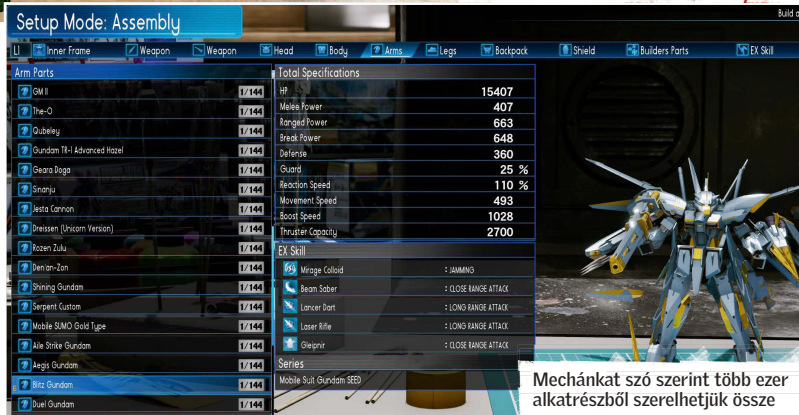 Setup Mode: Assembly
Build a
L1 Inner Frame Weapon Weapon Head Body Arms Legs Backpack Shield Builders Parts EX Skill
Arm Parts
GM II 1/144
The-O 1/144
Qubeley 1/144
Gundam TR-1 Advanced Hazel 1/144
Geara Doga 1/144
Sinanju 1/144
Jesta Cannon 1/144
Dreissen (Unicorn Version) 1/144
Rozen Zulu 1/144
Den'an-Zon 1/144
Shining Gundam 1/144
Serpent Custom 1/144
Mobile SUMO Gold Type 1/144
Aile Strike Gundam 1/144
Aegis Gundam 1/144
Blitz Gundam 1/144
Duel Gundam 1/144
Total Specifications
HP 15407
Melee Power 407
Ranged Power 663
Break Power 648
Defense 360
Guard 25 %
Reaction Speed 110 %
Movement Speed 493
Boost Speed 1028
Thruster Capacity 2700
EX Skill
Mirage Colloid : JAMMING
Beam Saber : CLOSE RANGE ATTACK
Lancer Dart : LONG RANGE ATTACK
Laser Rifle : LONG RANGE ATTACK
Gleipnir : CLOSE RANGE ATTACK
Series
Mobile Suit Gundam SEED
Mechánkat szó szerint több ezer
alkatrészből szerelhetjük össze